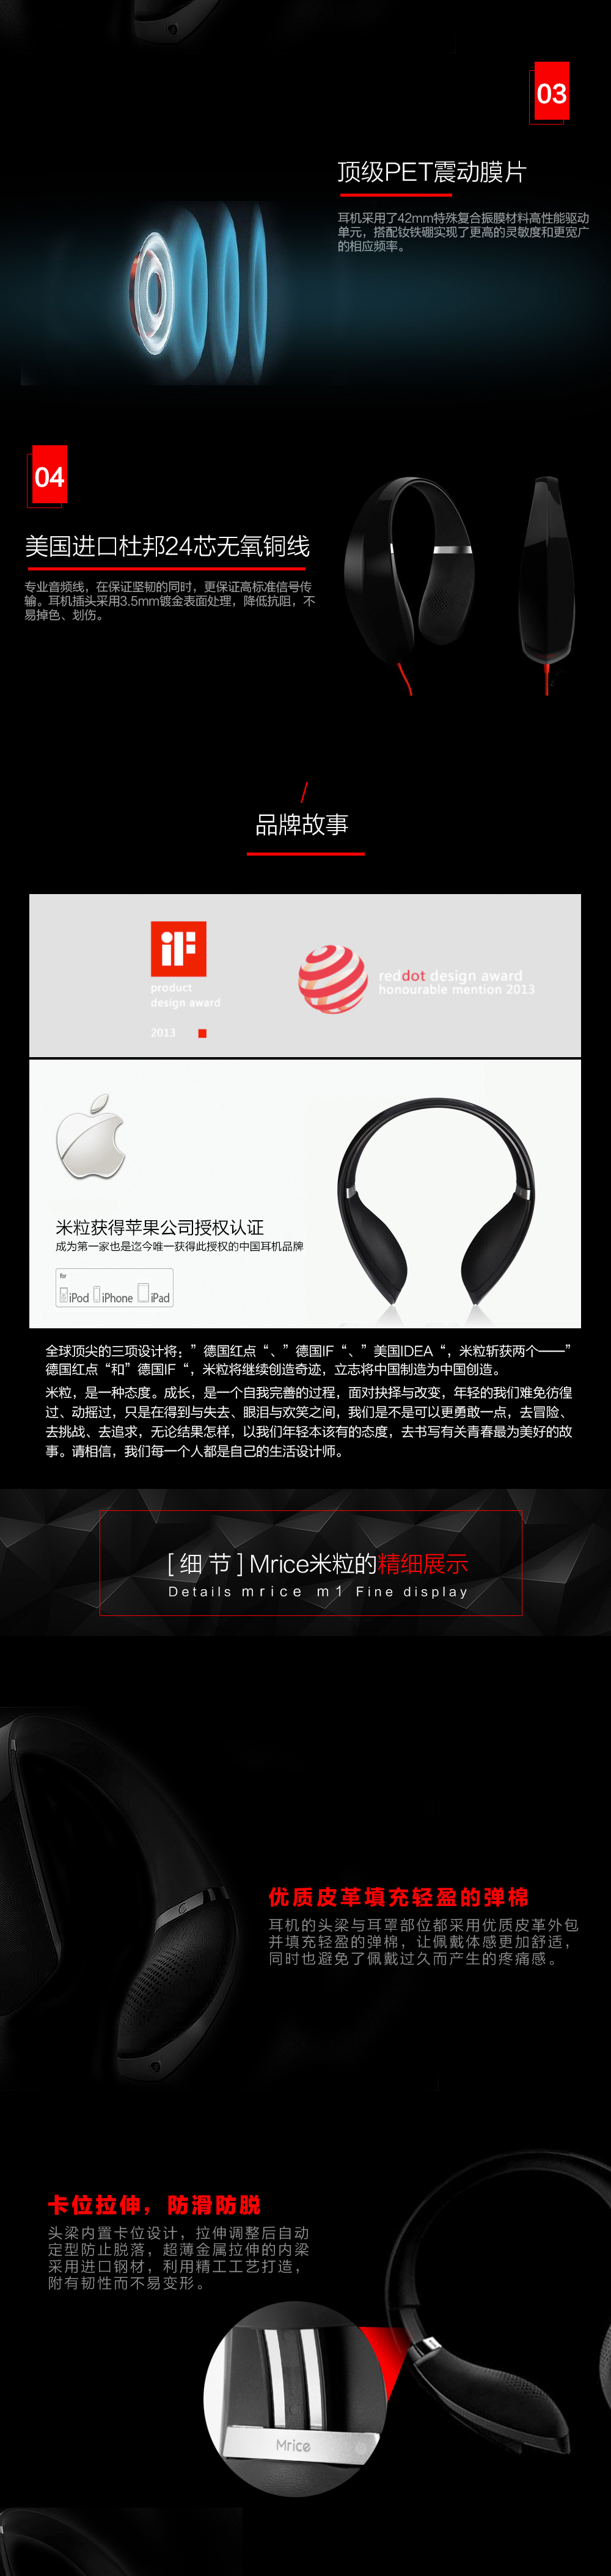 03
顶级PET震动膜片
耳机采用了42mm特殊复合振膜材料高性能驱动
单元，搭配钕铁硼实现了更高的灵敏度和更宽广
的相应频率。
04
美国进口杜邦24芯无氧铜线
专业音频线，在保证坚韧的同时，更保证高标准信号传
输。耳机插头采用3.5mm镀金表面处理，降低抗阻，不
易掉色、划伤。
/
品牌故事
iF
product
design award
2013
reddot design award
honourable mention 2013
米粒获得苹果公司授权认证
成为第一家也是迄今唯一获得此授权的中国耳机品牌
for
iPod iPhone iPad
全球顶尖的三项设计将：”德国红点“、”德国IF“、”美国IDEA“，米粒斩获两个——”
德国红点“和”德国IF“，米粒将继续创造奇迹，立志将中国制造为中国创造。
米粒，是一种态度。成长，是一个自我完善的过程，面对抉择与改变，年轻的我们难免彷徨
过、动摇过，只是在得到与失去、眼泪与欢笑之间，我们是不是可以更勇敢一点，去冒险、
去挑战、去追求，无论结果怎样，以我们年轻本该有的态度，去书写有关青春最为美好的故
事。请相信，我们每一个人都是自己的生活设计师。
[细节]Mrice米粒的精细展示
Details mrice m1 Fine display
优质皮革填充轻盈的弹棉
耳机的头梁与耳罩部位都采用优质皮革外包
并填充轻盈的弹棉，让佩戴体感更加舒适，
同时也避免了佩戴过久而产生的疼痛感。
卡位拉伸，防滑防脱
头梁内置卡位设计，拉伸调整后自动
定型防止脱落，超薄金属拉伸的内梁
采用进口钢材，利用精工工艺打造，
附有韧性而不易变形。
Mrice